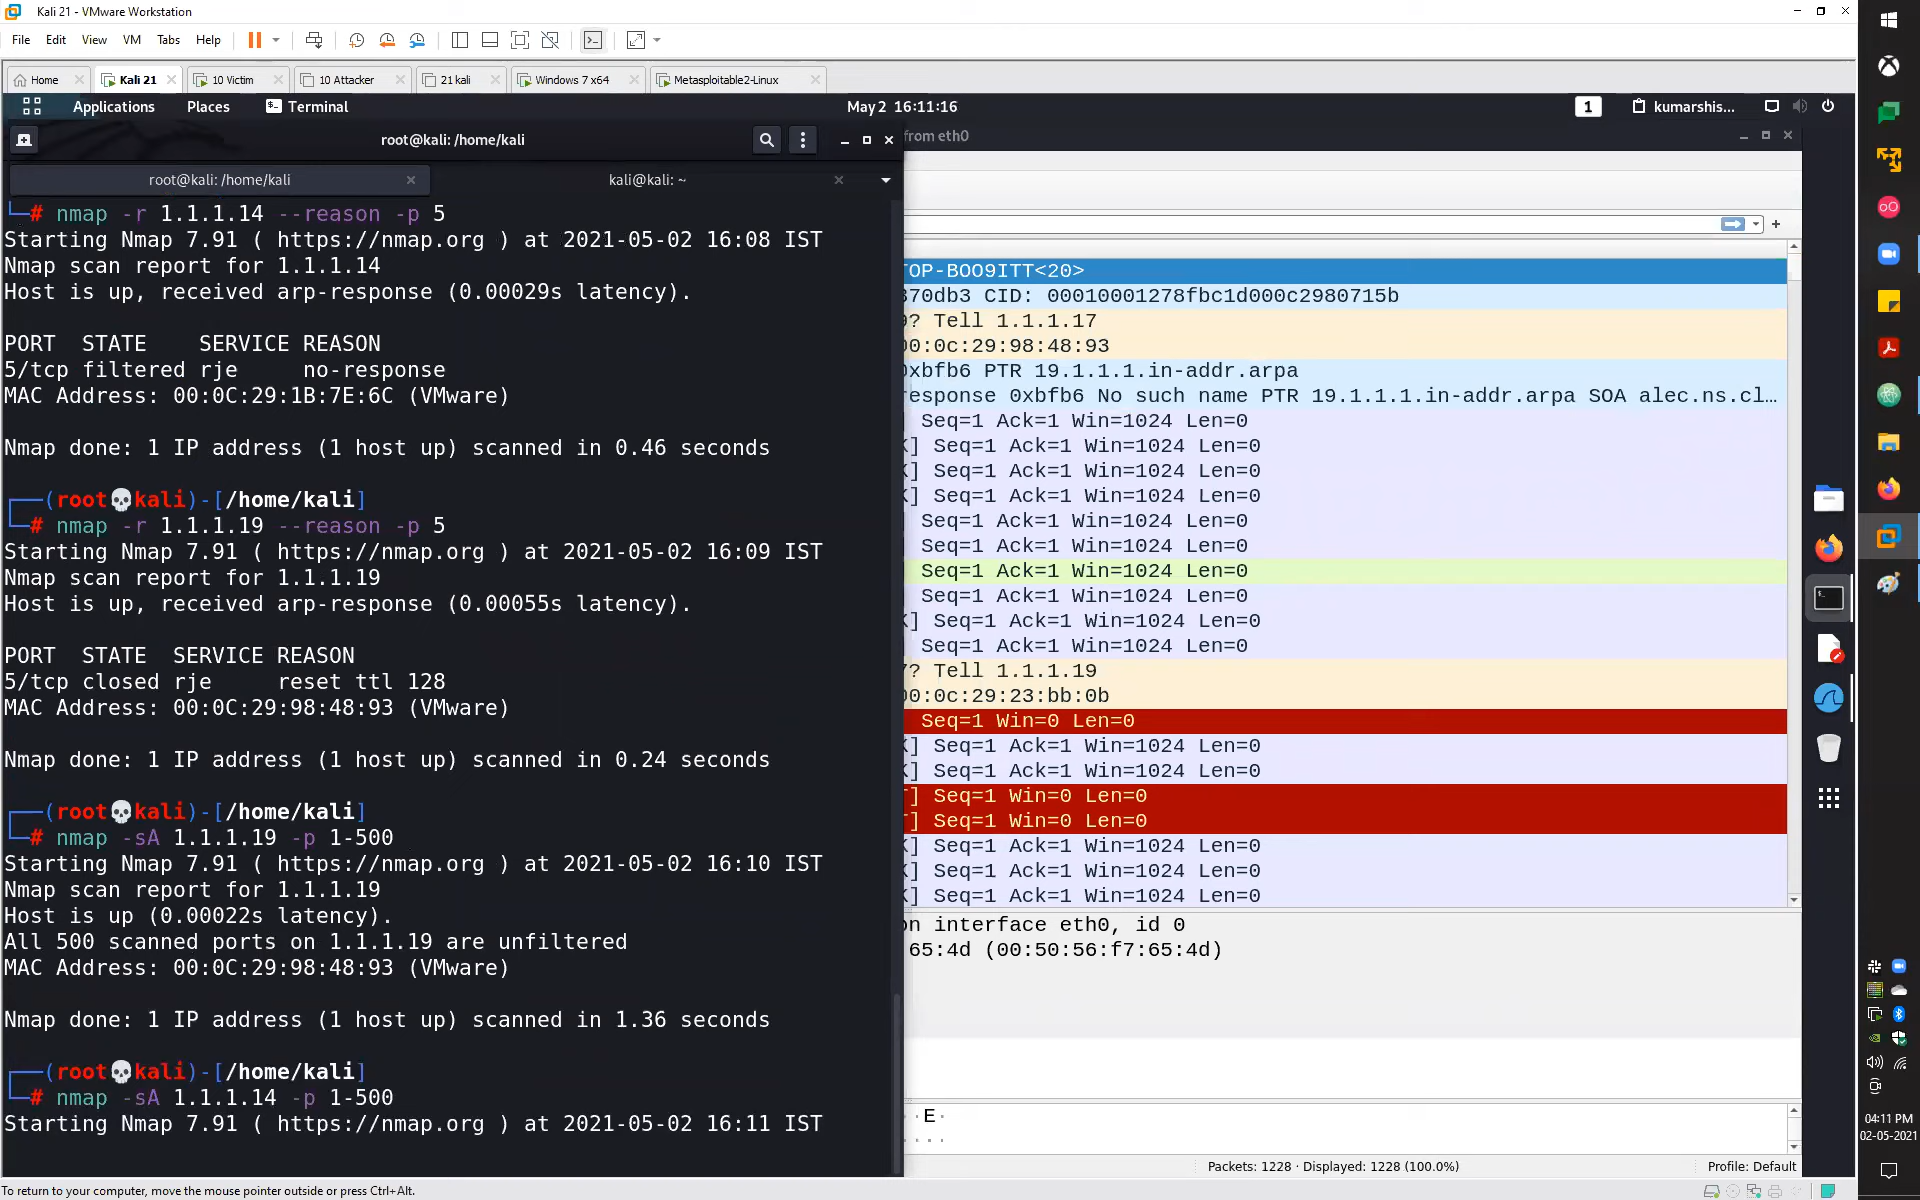 Kali 21 - VMware Workstation
File Edit View VM Tabs Help
Home Kali 21 10 Victim 10 Attacker 21 kali Windows 7 x64 Metasploitable2-Linux
Applications Places Terminal May 2 16:11:16 1 kumarshis...
root@kali: /home/kali
root@kali: /home/kali kali@kali: ~
└─# nmap -r 1.1.1.14 --reason -p 5
Starting Nmap 7.91 ( https://nmap.org ) at 2021-05-02 16:08 IST
Nmap scan report for 1.1.1.14
Host is up, received arp-response (0.00029s latency).
PORT STATE SERVICE REASON
5/tcp filtered rje no-response
MAC Address: 00:0C:29:1B:7E:6C (VMware)
Nmap done: 1 IP address (1 host up) scanned in 0.46 seconds
┌──(root💀kali)-[/home/kali]
└─# nmap -r 1.1.1.19 --reason -p 5
Starting Nmap 7.91 ( https://nmap.org ) at 2021-05-02 16:09 IST
Nmap scan report for 1.1.1.19
Host is up, received arp-response (0.00055s latency).
PORT STATE SERVICE REASON
5/tcp closed rje reset ttl 128
MAC Address: 00:0C:29:98:48:93 (VMware)
Nmap done: 1 IP address (1 host up) scanned in 0.24 seconds
┌──(root💀kali)-[/home/kali]
└─# nmap -sA 1.1.1.19 -p 1-500
Starting Nmap 7.91 ( https://nmap.org ) at 2021-05-02 16:10 IST
Nmap scan report for 1.1.1.19
Host is up (0.00022s latency).
All 500 scanned ports on 1.1.1.19 are unfiltered
MAC Address: 00:0C:29:98:48:93 (VMware)
Nmap done: 1 IP address (1 host up) scanned in 1.36 seconds
┌──(root💀kali)-[/home/kali]
└─# nmap -sA 1.1.1.14 -p 1-500
Starting Nmap 7.91 ( https://nmap.org ) at 2021-05-02 16:11 IST
from eth0
TOP-BOO9ITT<20>
370db3 CID: 00010001278fbc1d000c2980715b
9? Tell 1.1.1.17
00:0c:29:98:48:93
0xbfb6 PTR 19.1.1.1.in-addr.arpa
response 0xbfb6 No such name PTR 19.1.1.1.in-addr.arpa SOA alec.ns.cl...
] Seq=1 Ack=1 Win=1024 Len=0
K] Seq=1 Ack=1 Win=1024 Len=0
K] Seq=1 Ack=1 Win=1024 Len=0
K] Seq=1 Ack=1 Win=1024 Len=0
] Seq=1 Ack=1 Win=1024 Len=0
] Seq=1 Ack=1 Win=1024 Len=0
] Seq=1 Ack=1 Win=1024 Len=0
] Seq=1 Ack=1 Win=1024 Len=0
K] Seq=1 Ack=1 Win=1024 Len=0
] Seq=1 Ack=1 Win=1024 Len=0
7? Tell 1.1.1.19
00:0c:29:23:bb:0b
] Seq=1 Win=0 Len=0
K] Seq=1 Ack=1 Win=1024 Len=0
K] Seq=1 Ack=1 Win=1024 Len=0
T] Seq=1 Win=0 Len=0
T] Seq=1 Win=0 Len=0
K] Seq=1 Ack=1 Win=1024 Len=0
K] Seq=1 Ack=1 Win=1024 Len=0
K] Seq=1 Ack=1 Win=1024 Len=0
on interface eth0, id 0
65:4d (00:50:56:f7:65:4d)
··E·
····
Packets: 1228 · Displayed: 1228 (100.0%) Profile: Default
To return to your computer, move the mouse pointer outside or press Ctrl+Alt.
04:11 PM
02-05-2021